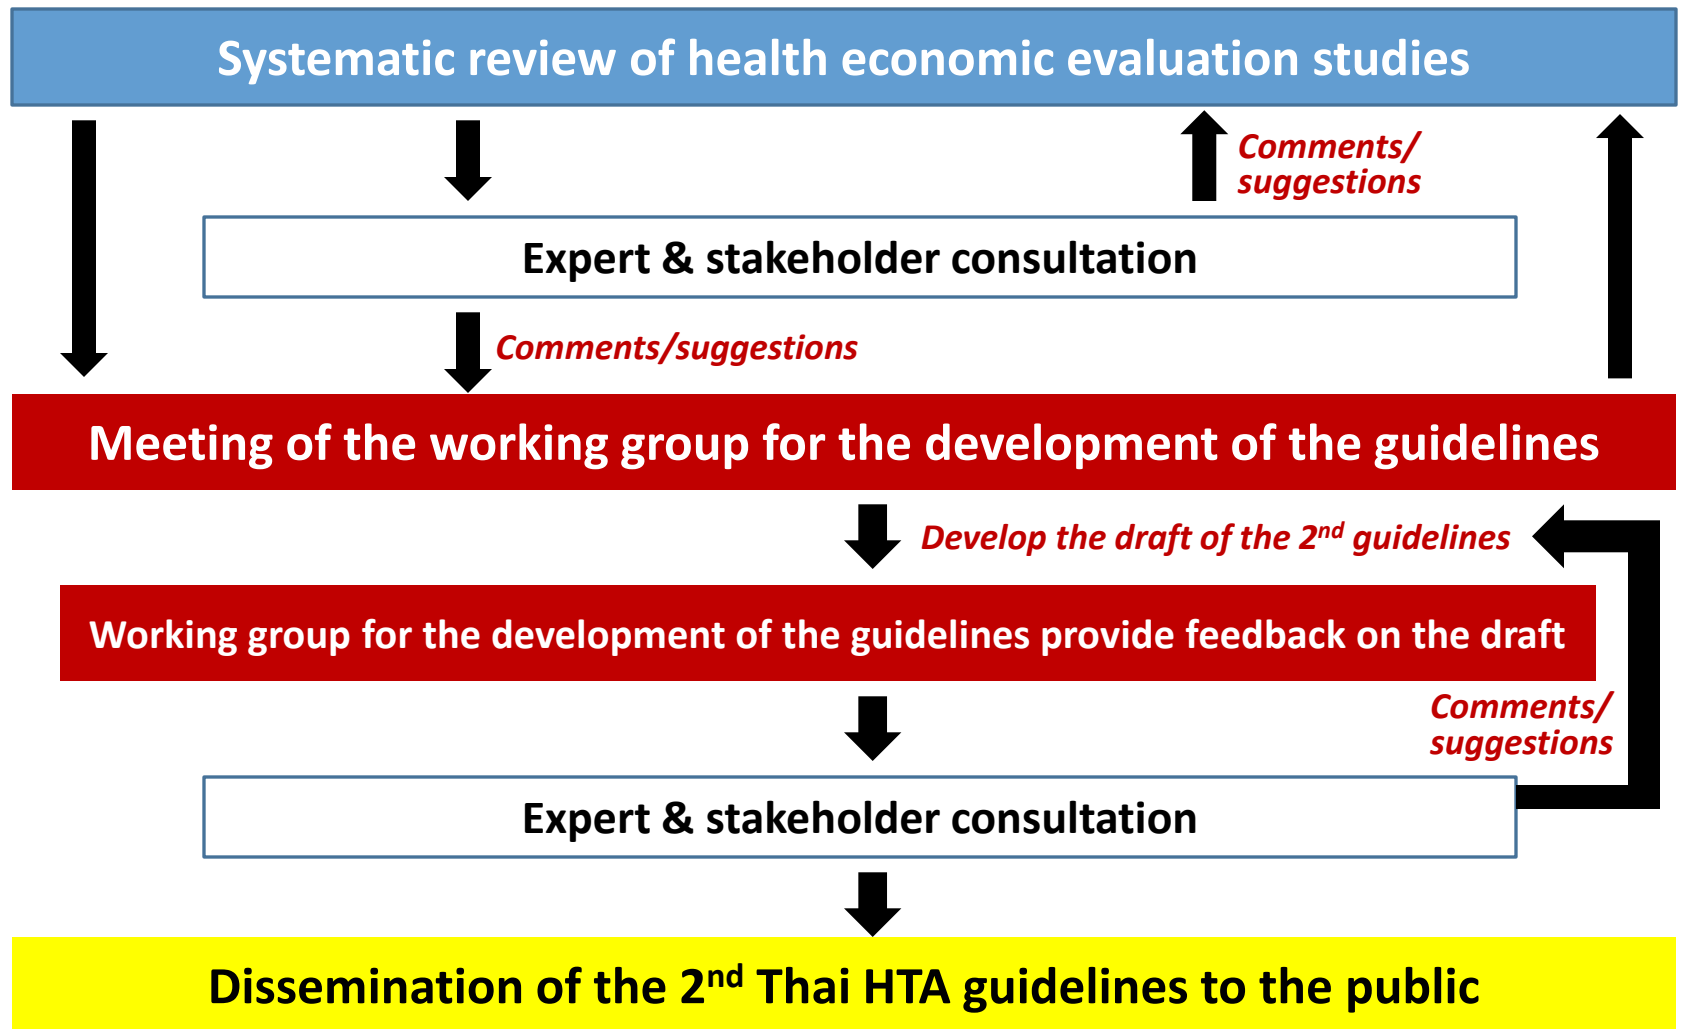 Systematic review of health economic evaluation studies
Comments/
suggestions
Expert & stakeholder consultation
Comments/suggestions
Meeting of the working group for the development of the guidelines
Develop the draft of the 2nd guidelines
Working group for the development of the guidelines provide feedback on the draft
Comments/
suggestions
Expert & stakeholder consultation
Dissemination of the 2nd Thai HTA guidelines to the public